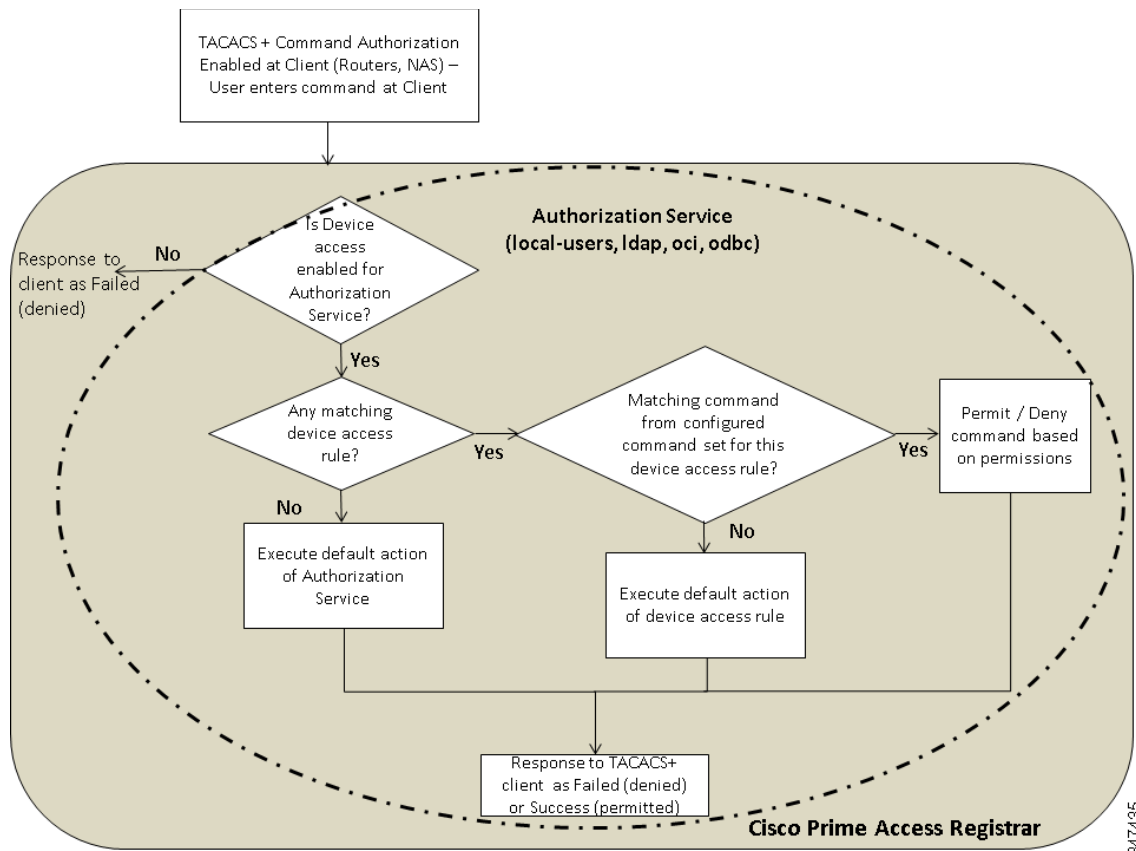 TACACS + Command Authorization
Enabled at Client (Routers, NAS) –
User enters command at Client
Authorization Service
(local-users, ldap, oci, odbc)
Is Device
access
enabled for
Authorization
Service?
No
Response to
client as Failed
(denied)
Yes
Any matching
device access
rule?
Yes
Matching command
from configured
command set for this
device access rule?
Yes
Permit / Deny
command based
on permissions
No
Execute default action
of Authorization
Service
No
Execute default action
of device access rule
Response to TACACS+
client as Failed (denied)
or Success (permitted)
Cisco Prime Access Registrar
347435